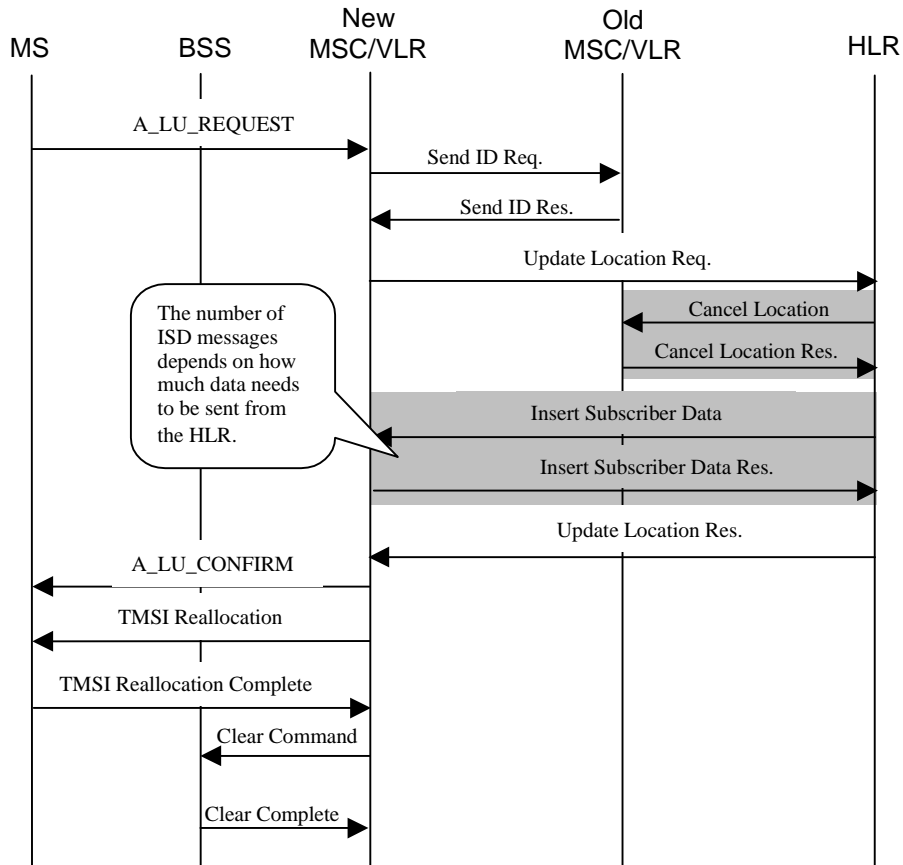 New
Old
MS
BSS
MSC/VLR
MSC/VLR
HLR
A_LU_REQUEST
Send ID Req.
Send ID Res.
Update Location Req.
The number of
ISD messages
depends on how
much data needs
to be sent from
the HLR.
Cancel Location
Cancel Location Res.
Insert Subscriber Data
Insert Subscriber Data Res.
Update Location Res.
A_LU_CONFIRM
TMSI Reallocation
TMSI Reallocation Complete
Clear Command
Clear Complete